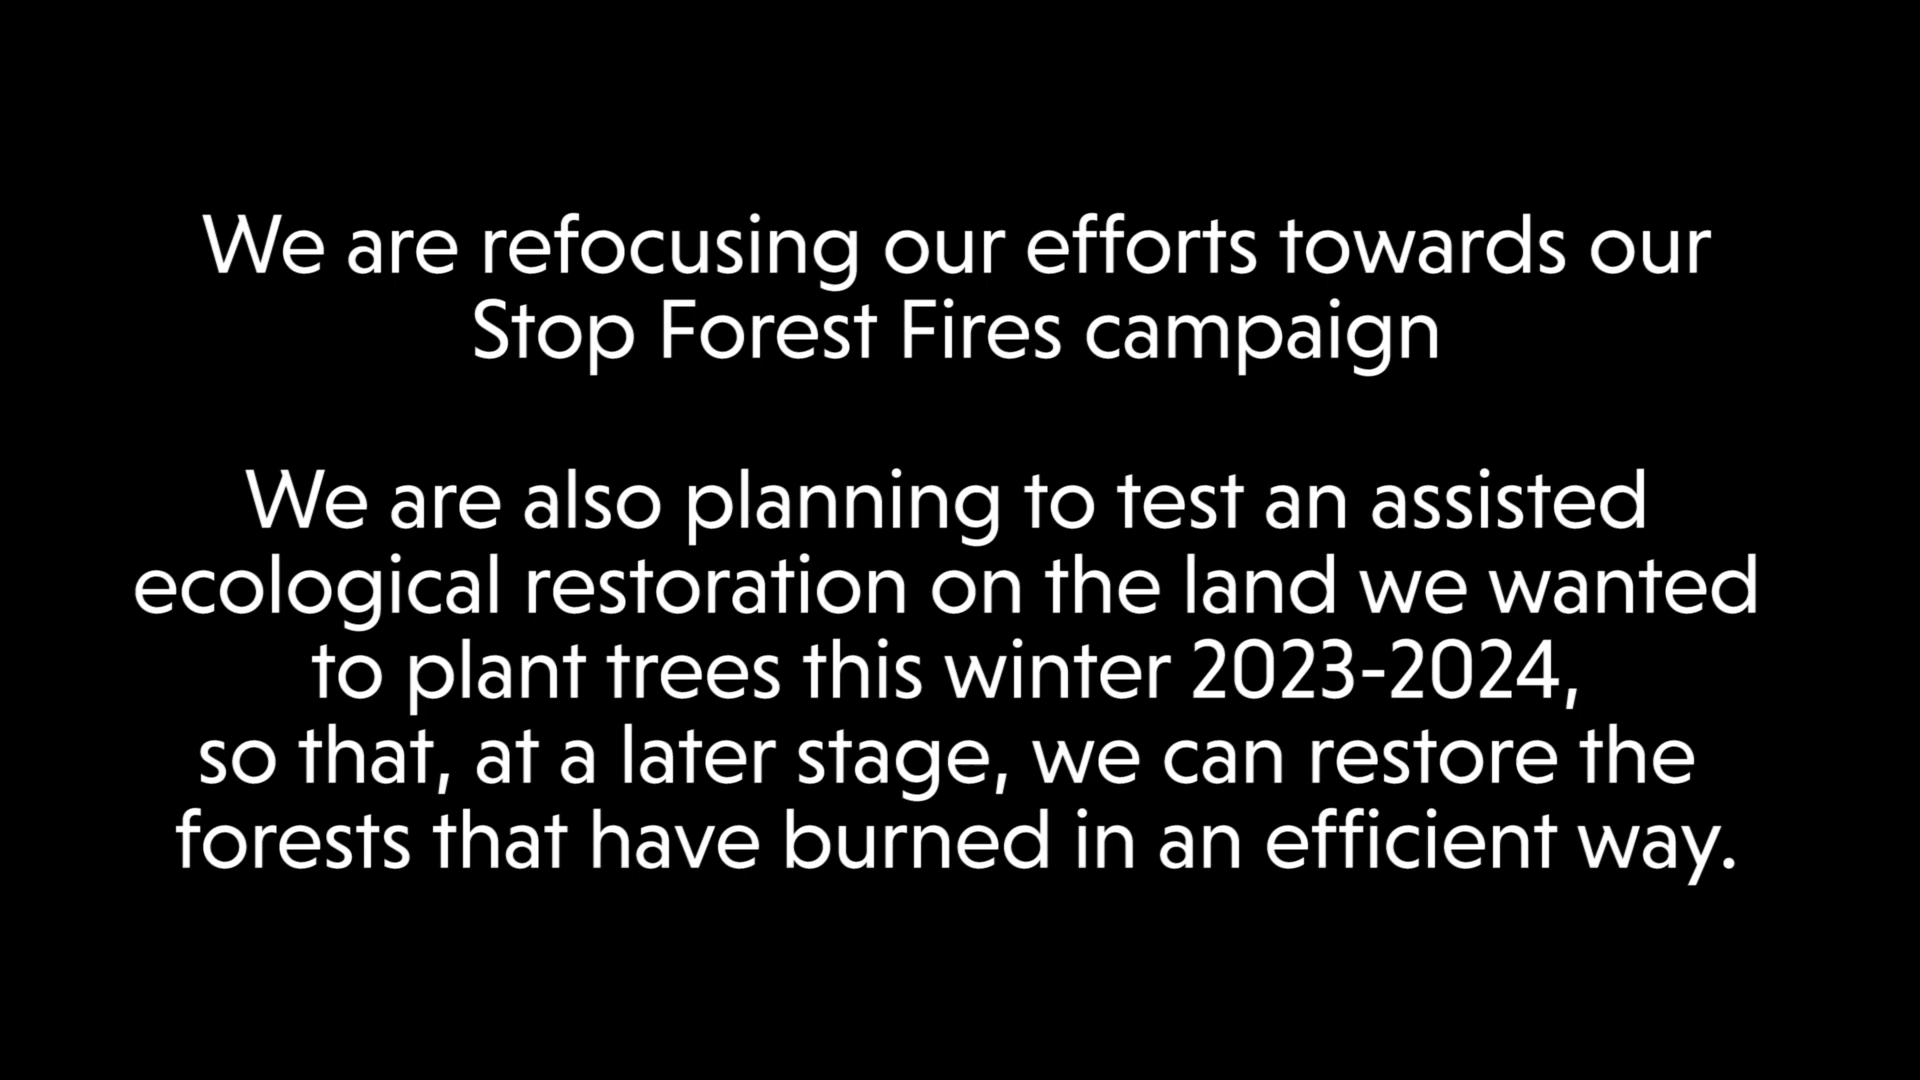 We are refocusing our efforts towards our
Stop Forest Fires campaign
We are also planning to test an assisted
ecological restoration on the land we wanted
to plant trees this winter 2023-2024,
so that, at a later stage, we can restore the
forests that have burned in an efficient way.